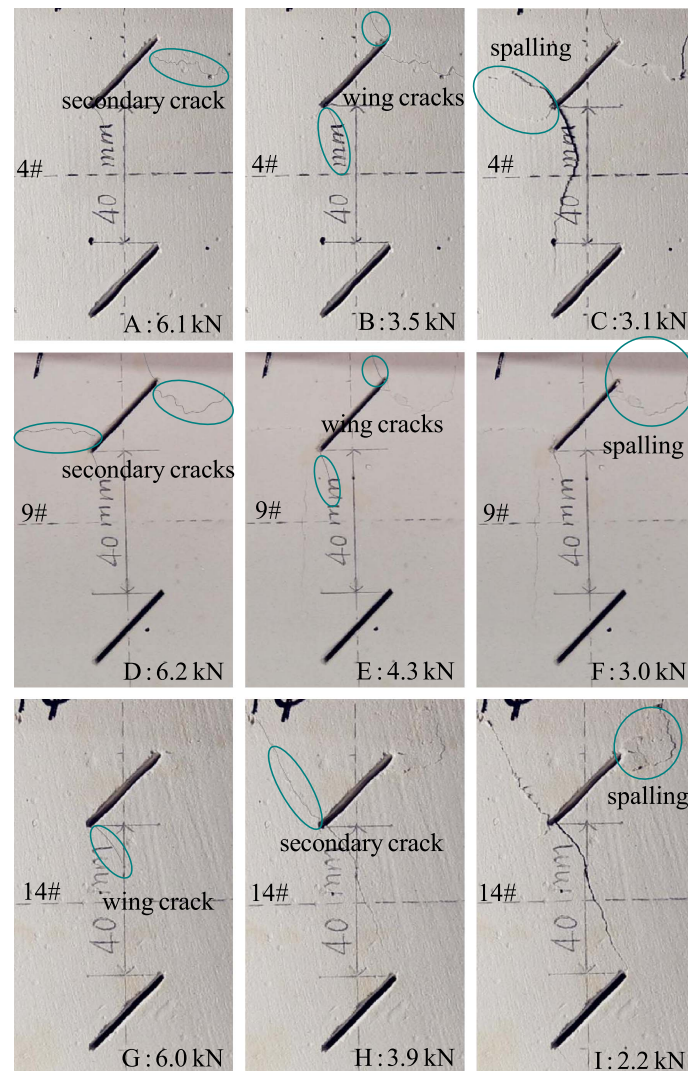 secondary crack
4#
40 mm
A : 6.1 kN
wing cracks
4#
40 mm
B : 3.5 kN
spalling
4#
40 mm
C : 3.1 kN
secondary cracks
9#
40 mm
D : 6.2 kN
wing cracks
9#
40 mm
E : 4.3 kN
spalling
9#
40 mm
F : 3.0 kN
wing crack
14#
40 mm
G : 6.0 kN
secondary crack
14#
40 mm
H : 3.9 kN
spalling
14#
40 mm
I : 2.2 kN